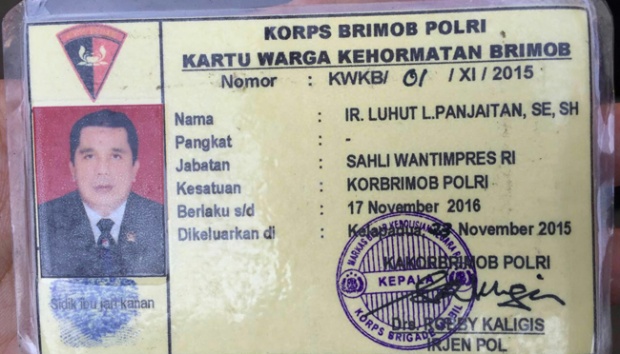 KORPS BRIMOB POLRI
KARTU WARGA KEHORMATAN BRIMOB
Nomor : KWKB/ 01 / XI / 2015
Nama : IR. LUHUT L.PANJAITAN, SE, SH
Pangkat : -
Jabatan : SAHLI WANTIMPRES RI
Kesatuan : KORBRIMOB POLRI
Berlaku s/d : 17 November 2016
Dikeluarkan di : Kelapadua, 23 November 2015
KAKORBRIMOB POLRI
KEPALA
KORPS BRIGADE MOBIL
Sidik ibu jari kanan
Drs. ROBBY KALIGIS
IRJEN POL